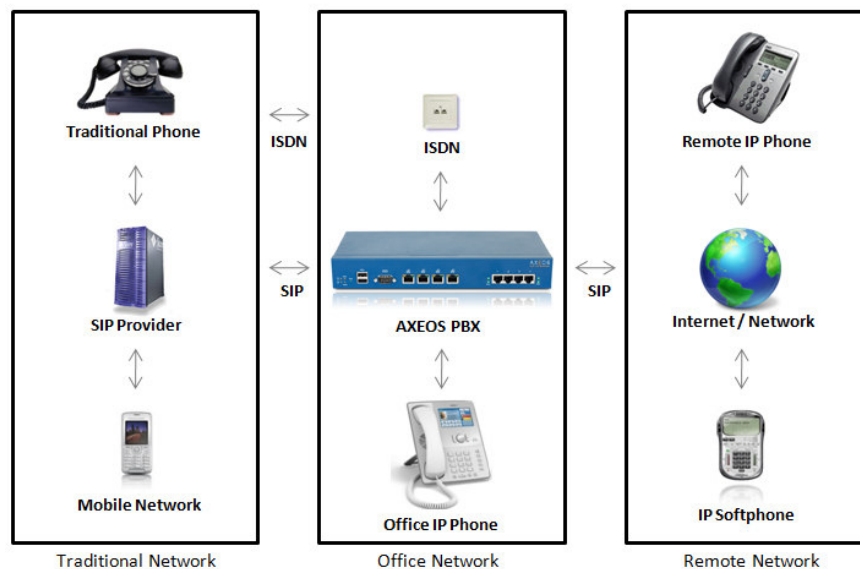 Traditional Phone
ISDN
ISDN
Remote IP Phone
SIP Provider
SIP
AXEOS
AXEOS PBX
SIP
Internet / Network
Mobile Network
Office IP Phone
IP Softphone
Traditional Network
Office Network
Remote Network